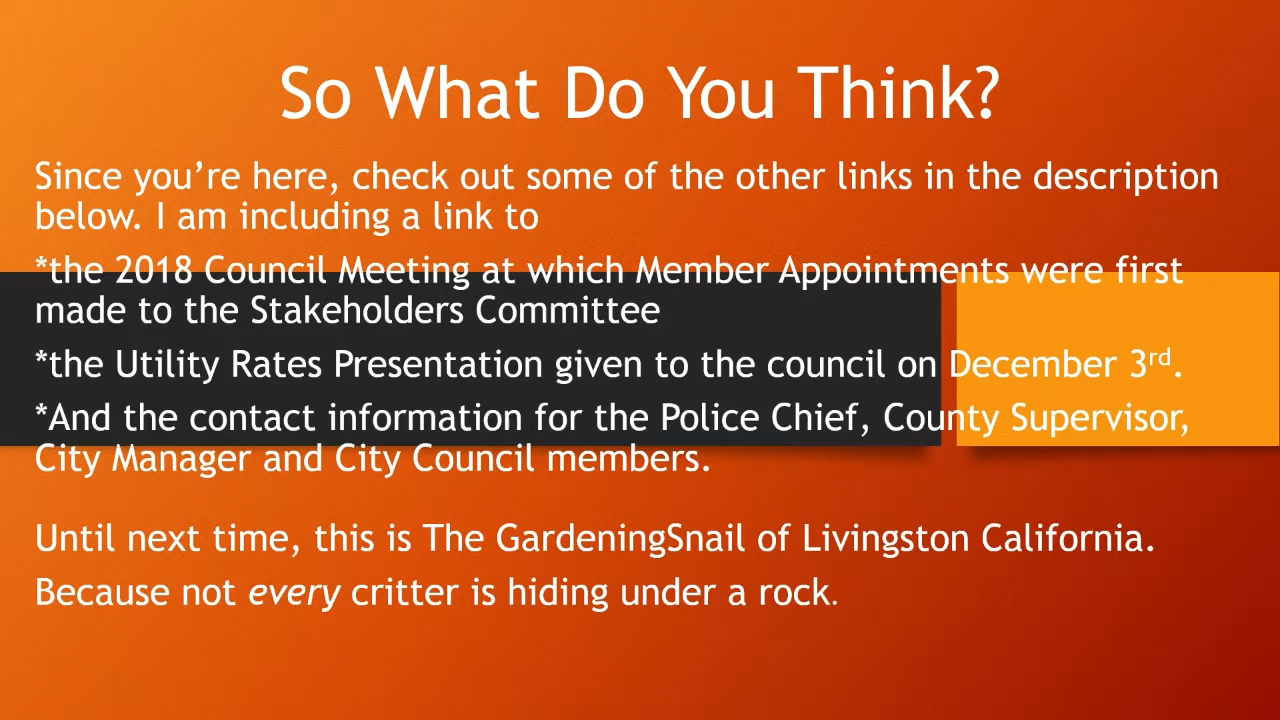 So What Do You Think?
Since you’re here, check out some of the other links in the description
below. I am including a link to
*the 2018 Council Meeting at which Member Appointments were first
made to the Stakeholders Committee
*the Utility Rates Presentation given to the council on December 3rd.
*And the contact information for the Police Chief, County Supervisor,
City Manager and City Council members.
Until next time, this is The GardeningSnail of Livingston California.
Because not every critter is hiding under a rock.